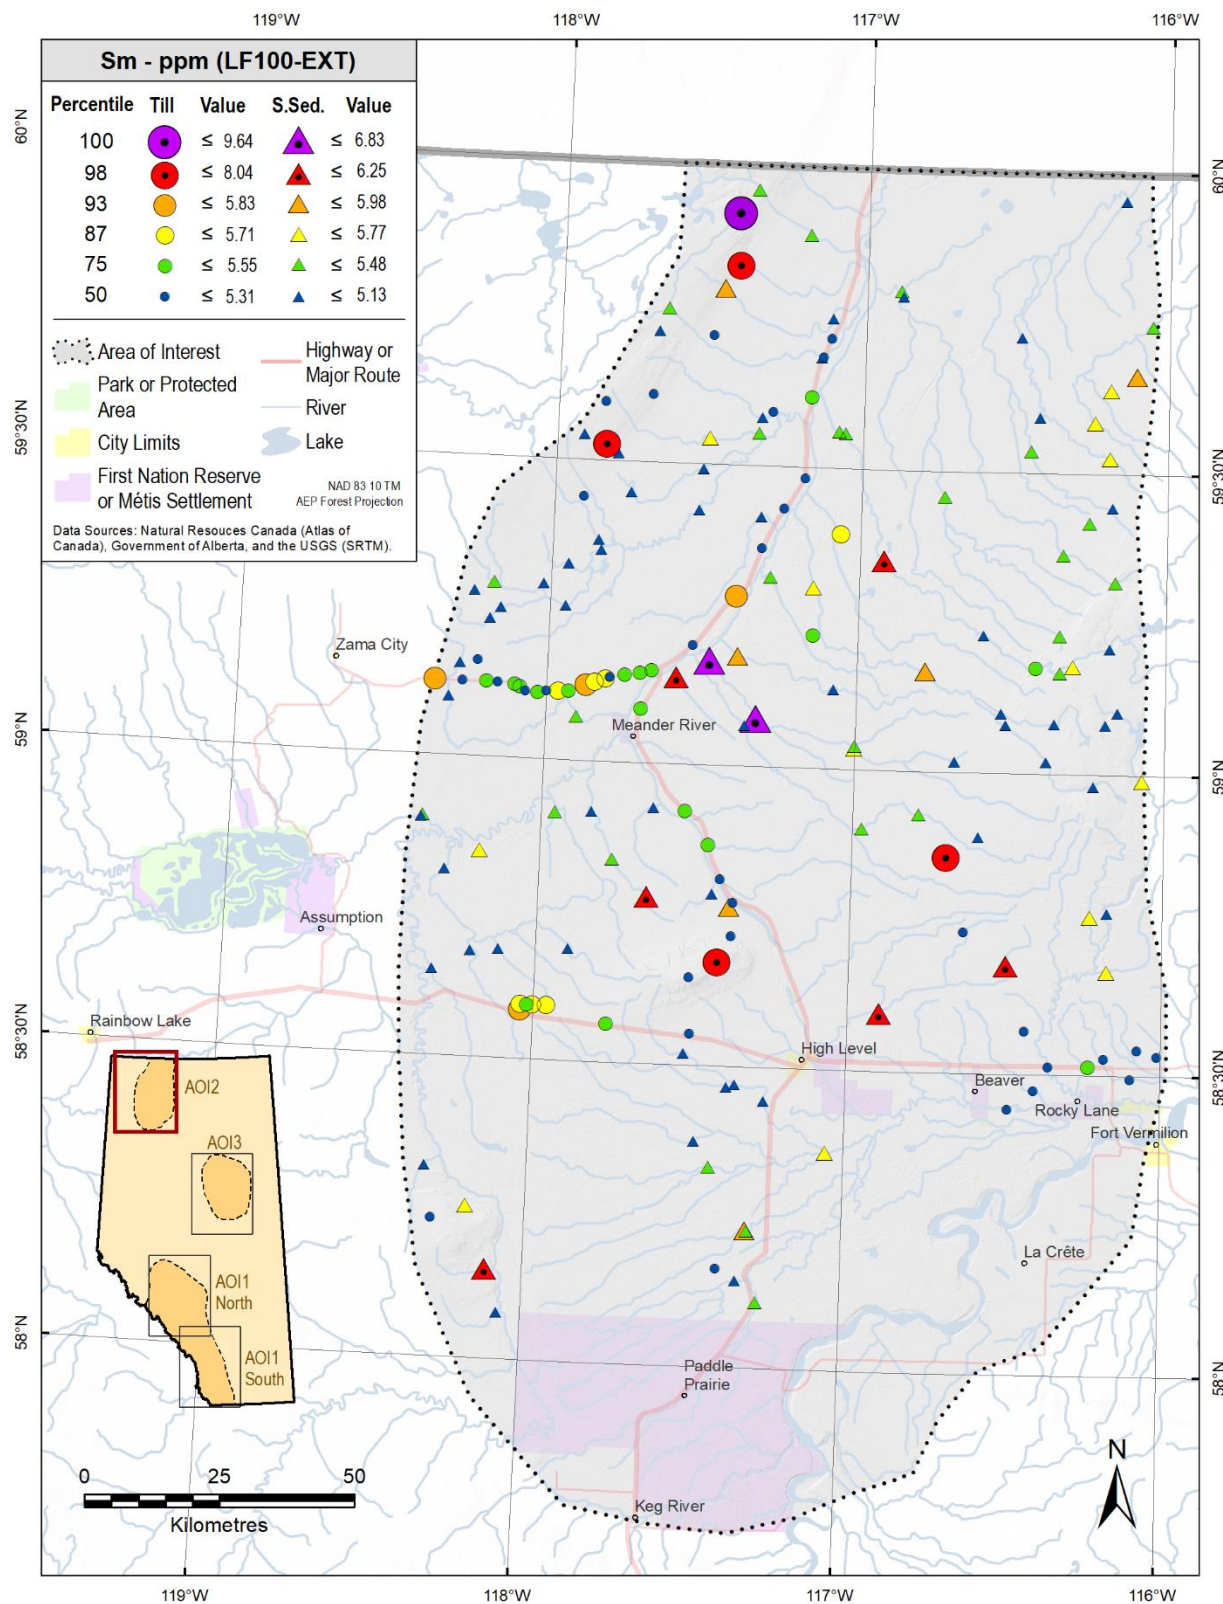 119°W 118°W 117°W 116°W
Sm - ppm (LF100-EXT)
Percentile Till Value S.Sed. Value
100 ≤ 9.64 ≤ 6.83
98 ≤ 8.04 ≤ 6.25
93 ≤ 5.83 ≤ 5.98
87 ≤ 5.71 ≤ 5.77
75 ≤ 5.55 ≤ 5.48
50 ≤ 5.31 ≤ 5.13
Area of Interest
Park or Protected
Area
City Limits
First Nation Reserve
or Métis Settlement
Highway or
Major Route
River
Lake
NAD 83 10 TM
AEP Forest Projection
Data Sources: Natural Resouces Canada (Atlas of
Canada), Government of Alberta, and the USGS (SRTM).
60°N
60°N
59°30'N
59°30'N
Zama City
Meander River
59°N
59°N
Assumption
Rainbow Lake
58°30'N
High Level
58°30'N
Beaver
Rocky Lane
Fort Vermilion
La Crête
58°N
58°N
Paddle
Prairie
Keg River
AOI2
AOI3
AOI1
North
AOI1
South
0 25 50
Kilometres
N
119°W 118°W 117°W 116°W